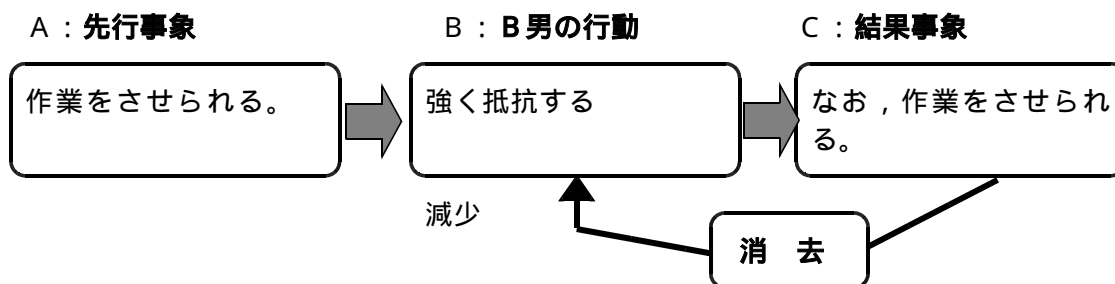 A：先行事象
B：Ｂ男の行動
C：結果事象
作業をさせられる。
強く抵抗する
なお，作業をさせられ
る。
減少
消　去